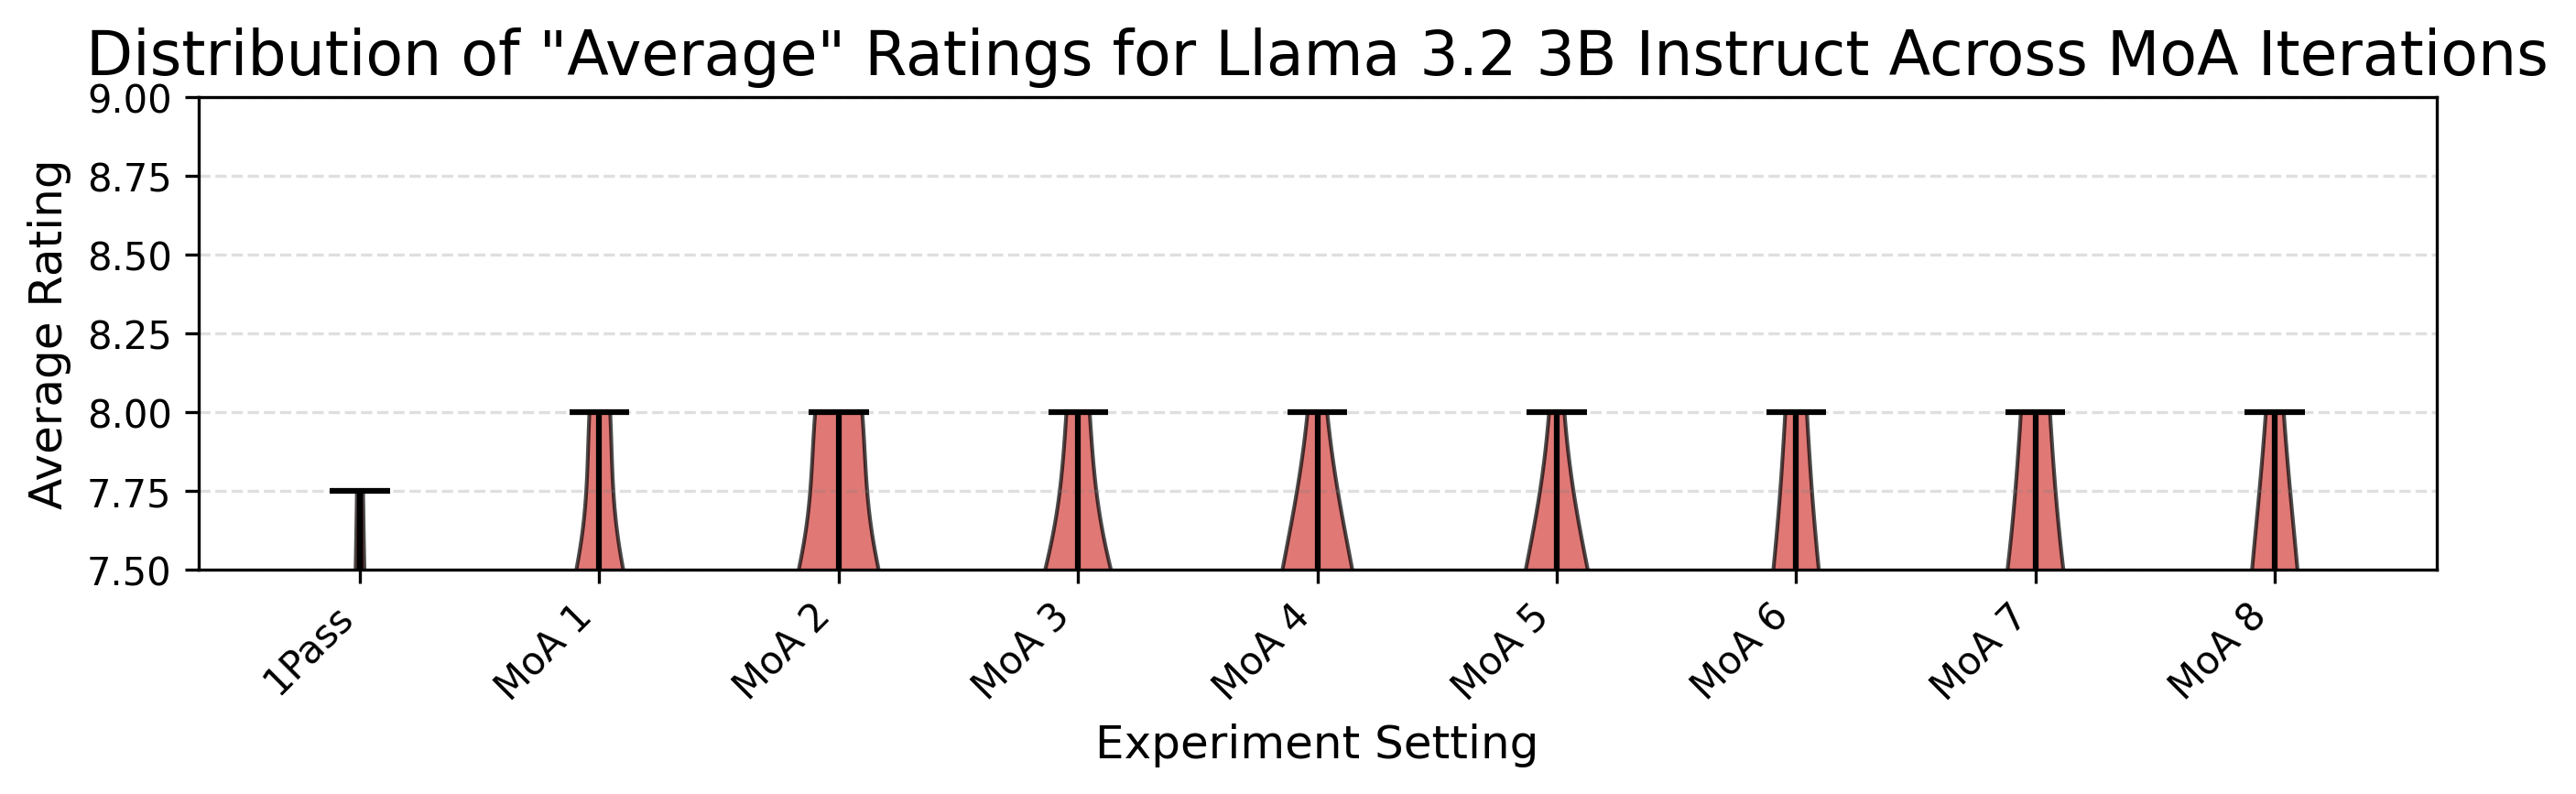 Distribution of "Average" Ratings for Llama 3.2 3B Instruct Across MoA Iterations
Average Rating
9.00
8.75
8.50
8.25
8.00
7.75
7.50
1Pass
MoA 1
MoA 2
MoA 3
MoA 4
MoA 5
MoA 6
MoA 7
MoA 8
Experiment Setting